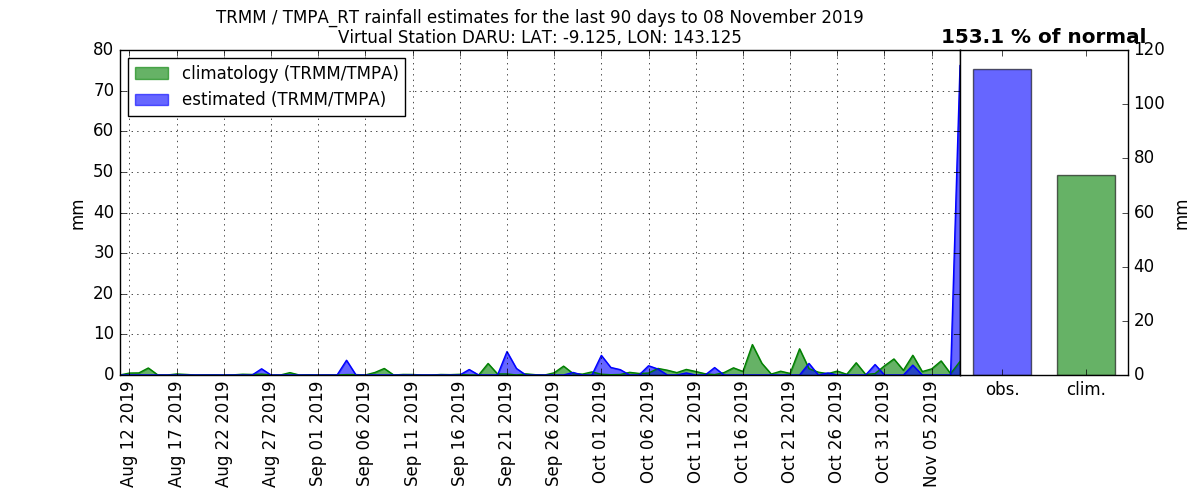 TRMM / TMPA_RT rainfall estimates for the last 90 days to 08 November 2019
Virtual Station DARU: LAT: -9.125, LON: 143.125
153.1 % of normal
climatology (TRMM/TMPA)
estimated (TRMM/TMPA)
mm
80
70
60
50
40
30
20
10
0
Aug 12 2019
Aug 17 2019
Aug 22 2019
Aug 27 2019
Sep 01 2019
Sep 06 2019
Sep 11 2019
Sep 16 2019
Sep 21 2019
Sep 26 2019
Oct 01 2019
Oct 06 2019
Oct 11 2019
Oct 16 2019
Oct 21 2019
Oct 26 2019
Oct 31 2019
Nov 05 2019
obs.
clim.
120
100
80
60
40
20
0
mm